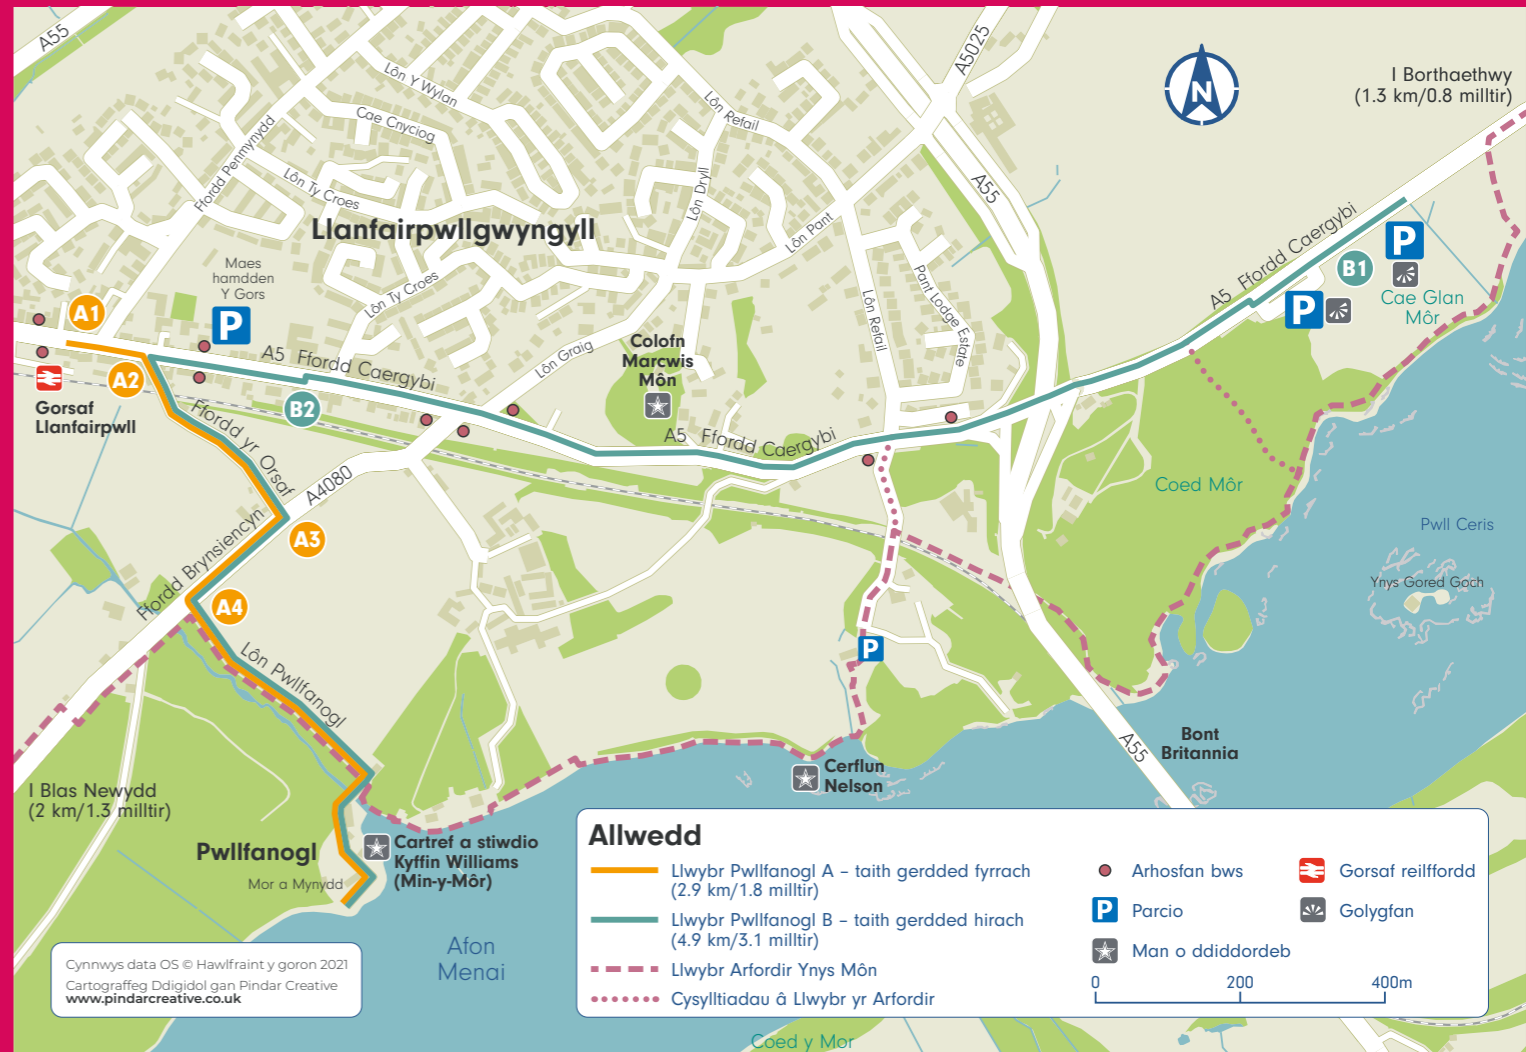 A55
A5025
N
I Borthaethwy
(1.3 km/0.8 milltir)
Lôn Y Wylan
Lôn Refail
Cae Cnyciog
Ffordd Penmynydd
Lôn Ty Croes
Lôn Dryll
A55
Llanfairpwllgwyngyll
Lôn Pant
A5 Ffordd Caergybi
P
B1
Maes
hamdden
Y Gors
Lôn Ty Croes
Pant Lodge Estate
Lôn Refail
P
Cae Glan
Môr
A1
P
A5 Ffordd Caergybi
Lôn Graig
Colofn
Marcwis
Môn
A2
B2
Gorsaf
Llanfairpwll
Ffordd yr Orsaf
A5 Ffordd Caergybi
A4080
Coed Môr
Pwll Ceris
A3
Ffordd Brynsiencyn
Ynys Gored Goch
A4
Lôn Pwllfanogl
P
A55
Bont
Britannia
Cerflun
Nelson
I Blas Newydd
(2 km/1.3 milltir)
Pwllfanogl
Mor a Mynydd
Cartref a stiwdio
Kyffin Williams
(Min-y-Môr)
Afon
Menai
Allwedd
Llwybr Pwllfanogl A – taith gerdded fyrrach
(2.9 km/1.8 milltir)
Llwybr Pwllfanogl B – taith gerdded hirach
(4.9 km/3.1 milltir)
Llwybr Arfordir Ynys Môn
Cysylltiadau â Llwybr yr Arfordir
Arhosfan bws
Gorsaf reilffordd
P
Parcio
Golygfan
Man o ddiddordeb
0 200 400m
Cynnwys data OS © Hawlfraint y goron 2021
Cartograffeg Ddigidol gan Pindar Creative
www.pindarcreative.co.uk
Coed y Mor